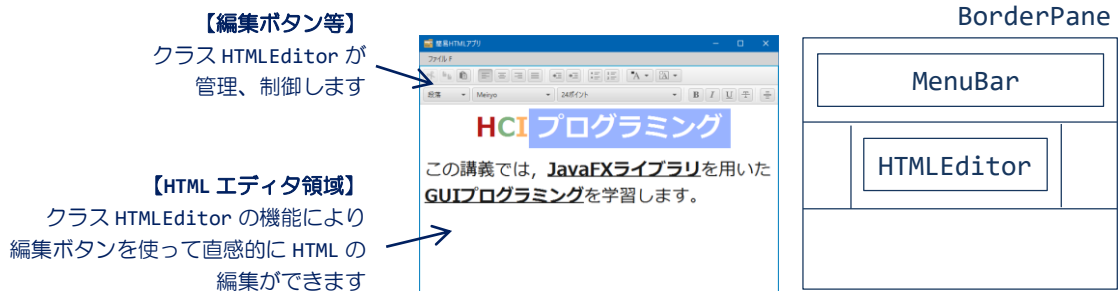 【編集ボタン等】
クラス HTMLEditor が
管理、制御します
【HTML エディタ領域】
クラス HTMLEditor の機能により
編集ボタンを使って直感的に HTML の
編集ができます
簡易HTMLアプリ
ファイル F
段落
Meiryo
24ポイント
B I U
HCI プログラミング
この講義では，JavaFXライブラリを用いた
GUIプログラミングを学習します。
BorderPane
MenuBar
HTMLEditor